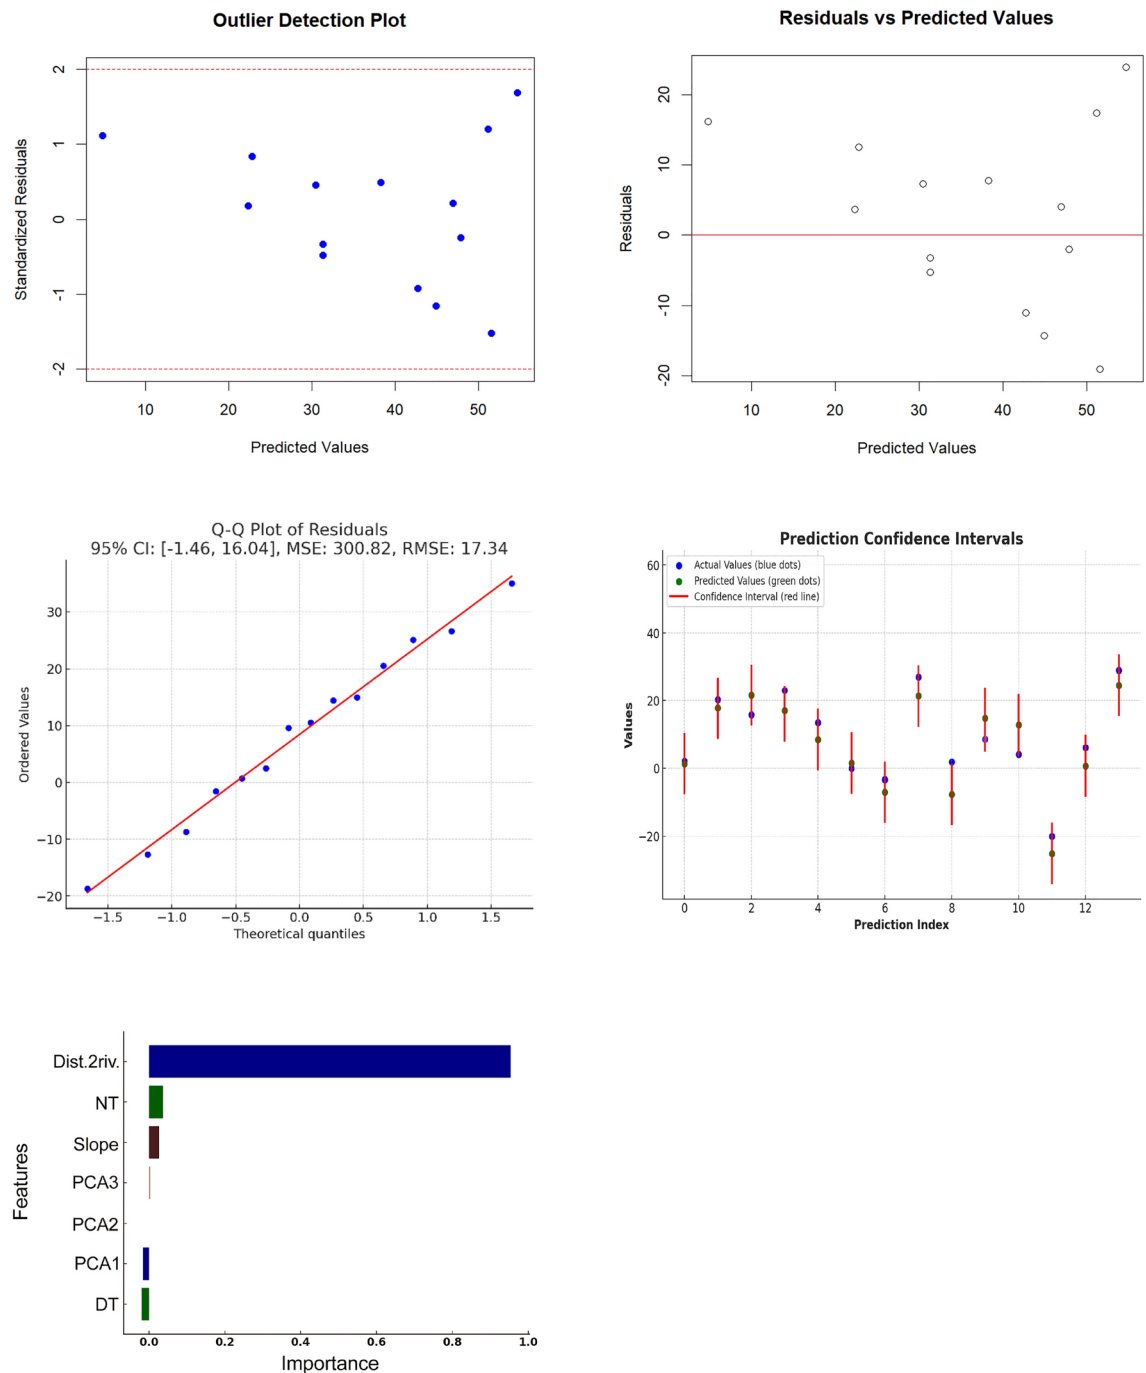 Outlier Detection Plot
Standardized Residuals
2
1
0
-1
-2
10 20 30 40 50
Predicted Values
Residuals vs Predicted Values
Residuals
20
10
0
-10
-20
10 20 30 40 50
Predicted Values
Q-Q Plot of Residuals
95% CI: [-1.46, 16.04], MSE: 300.82, RMSE: 17.34
Ordered Values
30
20
10
0
−10
−20
−1.5 −1.0 −0.5 0.0 0.5 1.0 1.5
Theoretical quantiles
Prediction Confidence Intervals
Actual Values (blue dots)
Predicted Values (green dots)
Confidence Interval (red line)
Values
60
40
20
0
−20
0 2 4 6 8 10 12
Prediction Index
Features
Dist.2riv.
NT
Slope
PCA3
PCA2
PCA1
DT
0.0 0.2 0.4 0.6 0.8 1.0
Importance